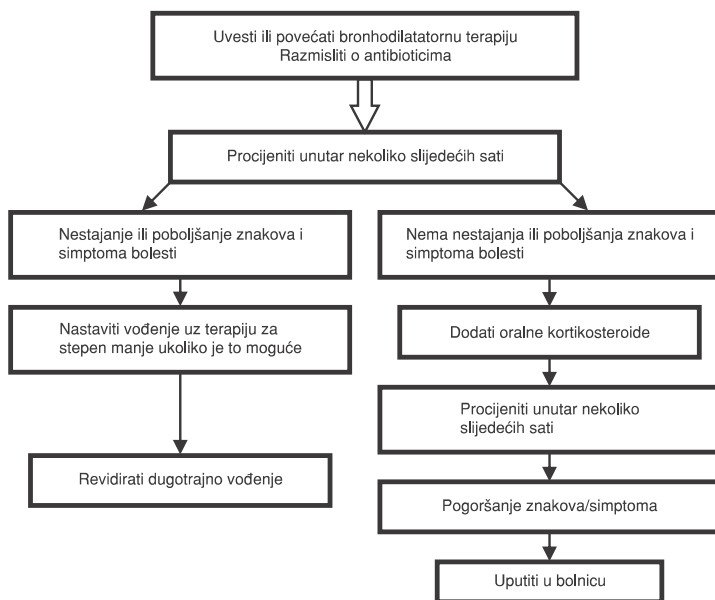 Uvesti ili povećati bronhodilatatornu terapiju
Razmisliti o antibioticima
Procijeniti unutar nekoliko slijedećih sati
Nestajanje ili poboljšanje znakova i
simptoma bolesti
Nema nestajanja ili poboljšanja znakova i
simptoma bolesti
Nastaviti vođenje uz terapiju za
stepen manje ukoliko je to moguće
Dodati oralne kortikosteroide
Procijeniti unutar nekoliko
slijedećih sati
Revidirati dugotrajno vođenje
Pogoršanje znakova/simptoma
Uputiti u bolnicu